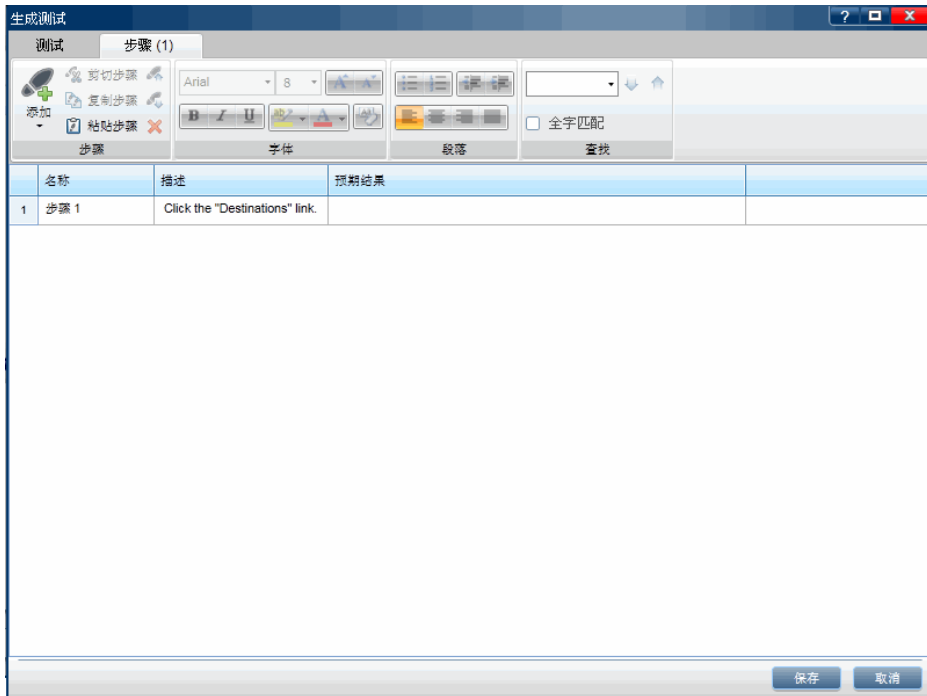 生成测试
?
X
测试 步骤 (1)
添加
剪切步骤
复制步骤
粘贴步骤
步骤
Arial 8
A A
B I U ab A
字体
段落
全字匹配
查找
名称 描述 预期结果
1 步骤 1 Click the "Destinations" link.
保存 取消